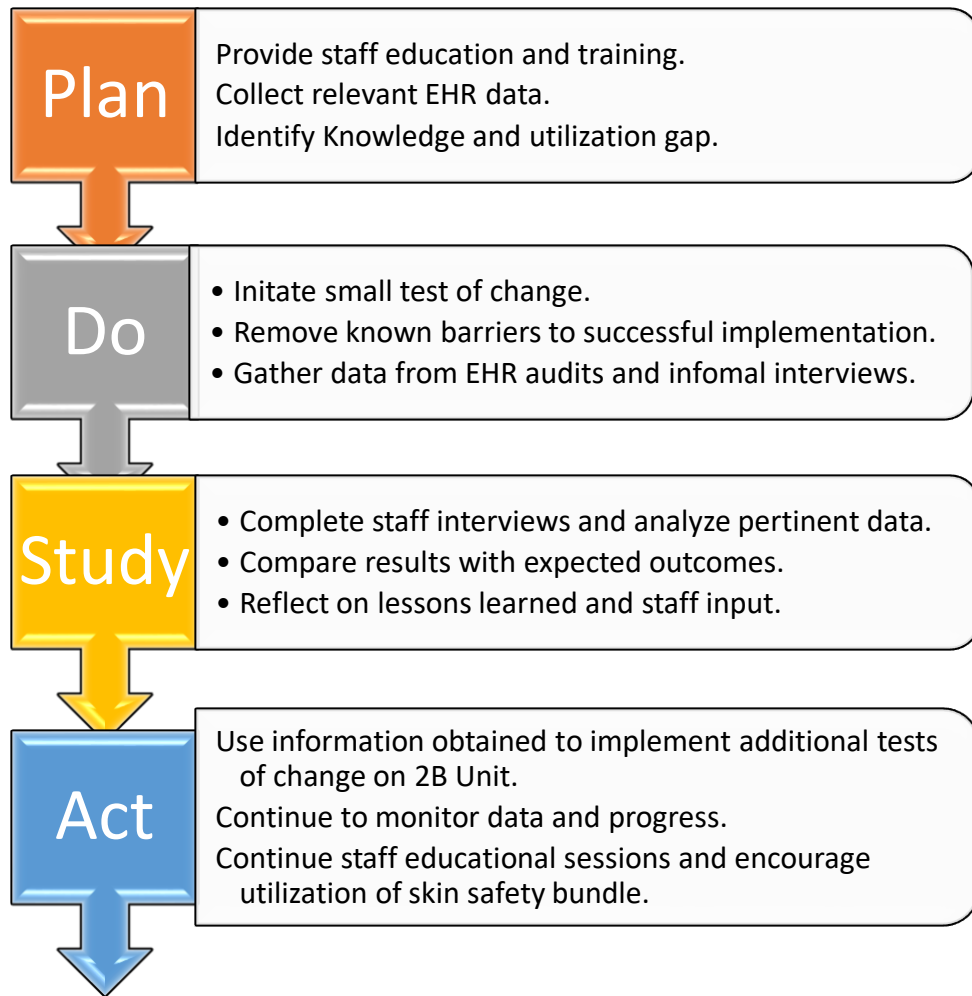 Plan
Provide staff education and training.
Collect relevant EHR data.
Identify Knowledge and utilization gap.
Do
• Initate small test of change.
• Remove known barriers to successful implementation.
• Gather data from EHR audits and infomal interviews.
Study
• Complete staff interviews and analyze pertinent data.
• Compare results with expected outcomes.
• Reflect on lessons learned and staff input.
Act
Use information obtained to implement additional tests
of change on 2B Unit.
Continue to monitor data and progress.
Continue staff educational sessions and encourage
utilization of skin safety bundle.